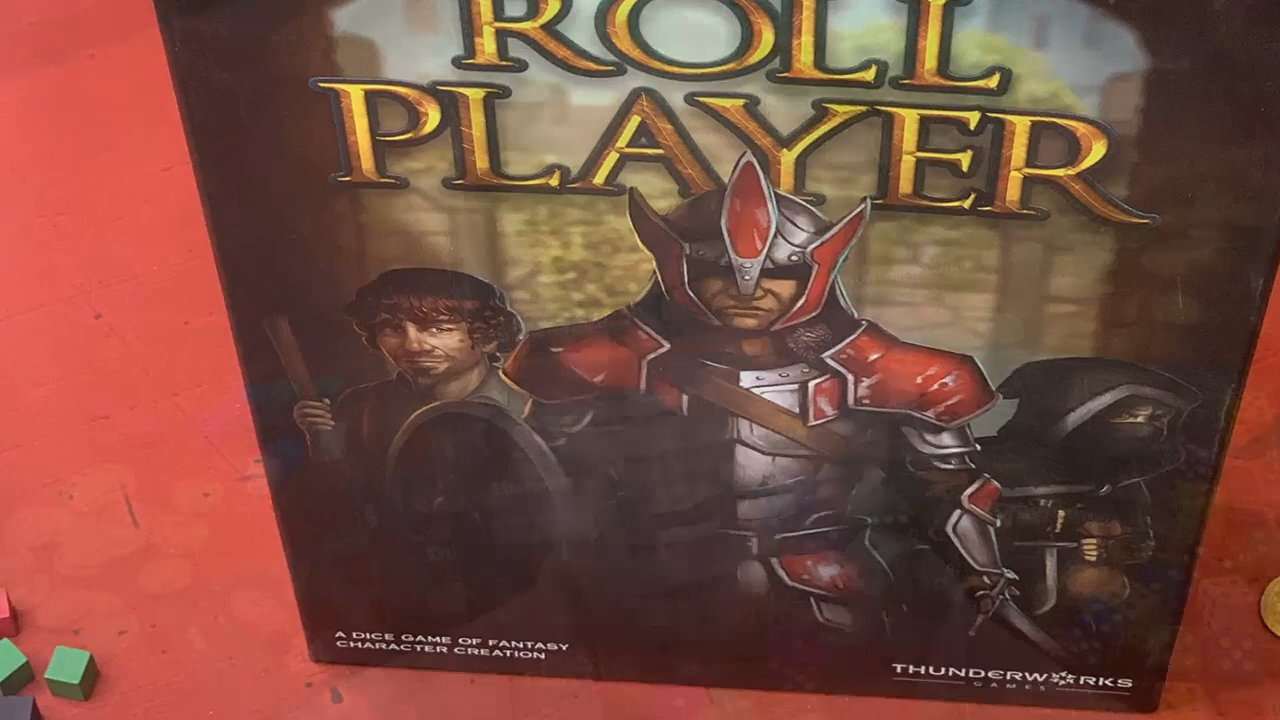 ROLL
PLAYER
A DICE GAME OF FANTASY
CHARACTER CREATION
THUNDERWORKS
GAMES